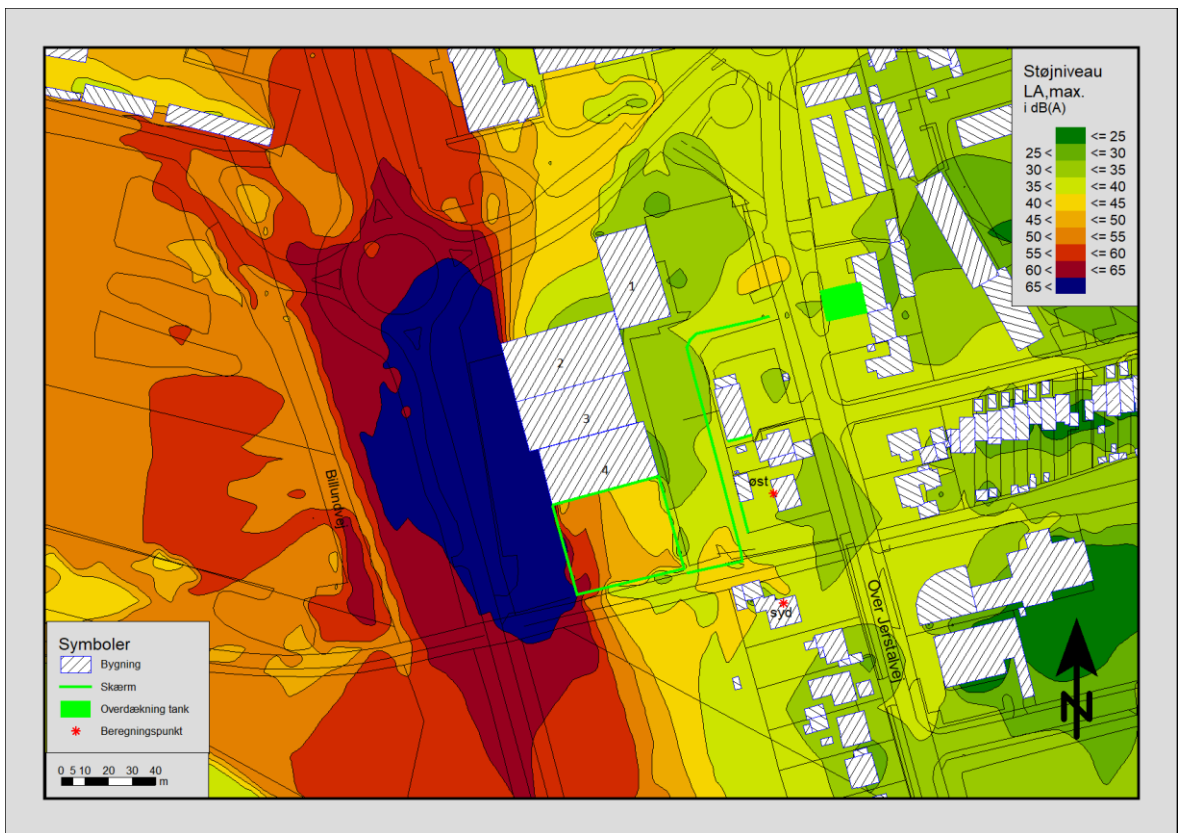 Støjniveau
LA,max.
i dB(A)
<= 25
25 < <= 30
30 < <= 35
35 < <= 40
40 < <= 45
45 < <= 50
50 < <= 55
55 < <= 60
60 < <= 65
65 <
1
2
3
4
øst
syd
Billundvej
Over Jerstalvej
Symboler
Bygning
Skærm
Overdækning tank
Beregningspunkt
0 5 10 20 30 40
m
N